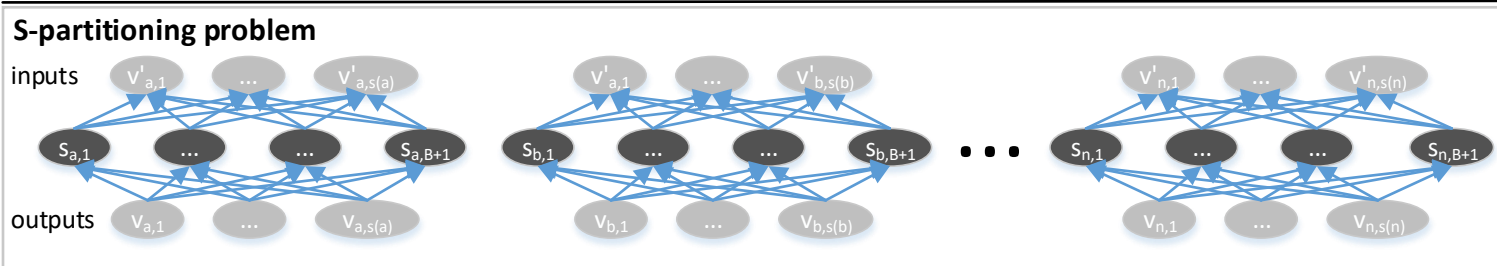 S-partitioning problem
inputs v'a,1 ... v'a,s(a) v'a,1 ... v'b,s(b) v'n,1 ... v'n,s(n)
sa,1 ... ... sa,B+1 sb,1 ... ... sb,B+1 ... sn,1 ... ... sn,B+1
outputs va,1 ... va,s(a) vb,1 ... vb,s(b) vn,1 ... vn,s(n)